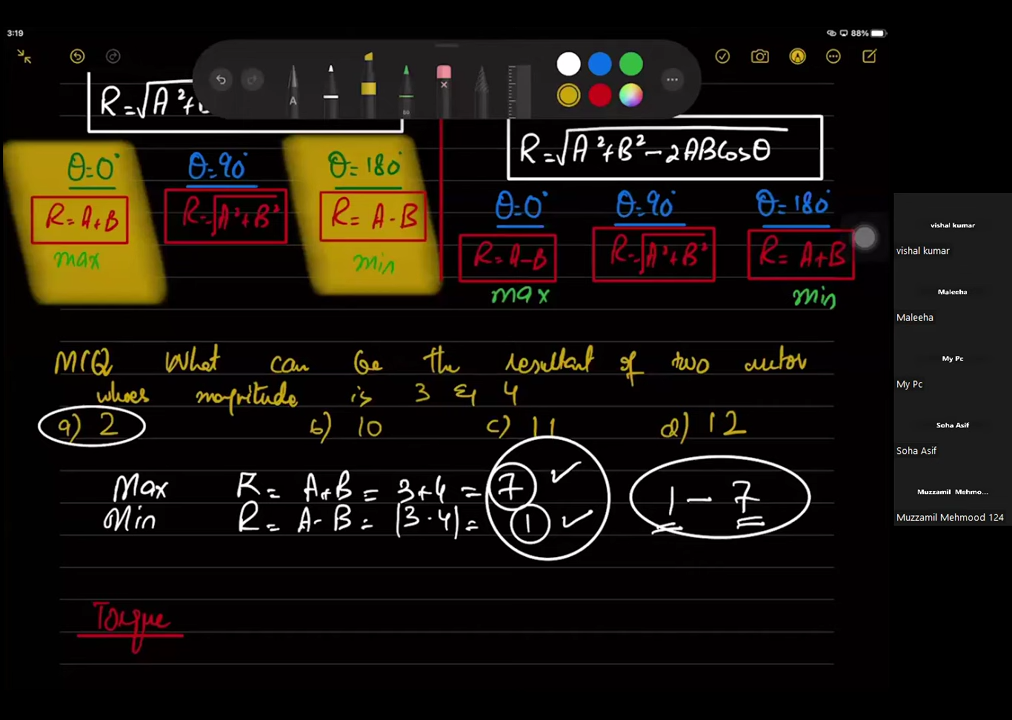 3:19
88%
R=√A²+B
R=√A²+B²-2ABCosθ
θ=0° θ=90° θ=180°
R=A+B R=√A²+B² R=A-B
max min
θ=0° θ=90° θ=180°
R=A-B R=√A²+B² R=A+B
max min
MCQ What can be the resultant of two
whoes magnitude is 3 & 4
a) 2 b) 10 c) 11 d) 12
Max R= A+B = 3+4 = 7 ✓
Min R= A-B = |3-4| = 1 ✓
1-7
Torque
vishal kumar
vishal kumar
Maleeha
Maleeha
My Pc
My Pc
Soha Asif
Soha Asif
Muzzamil Mehmo...
Muzzamil Mehmood 124